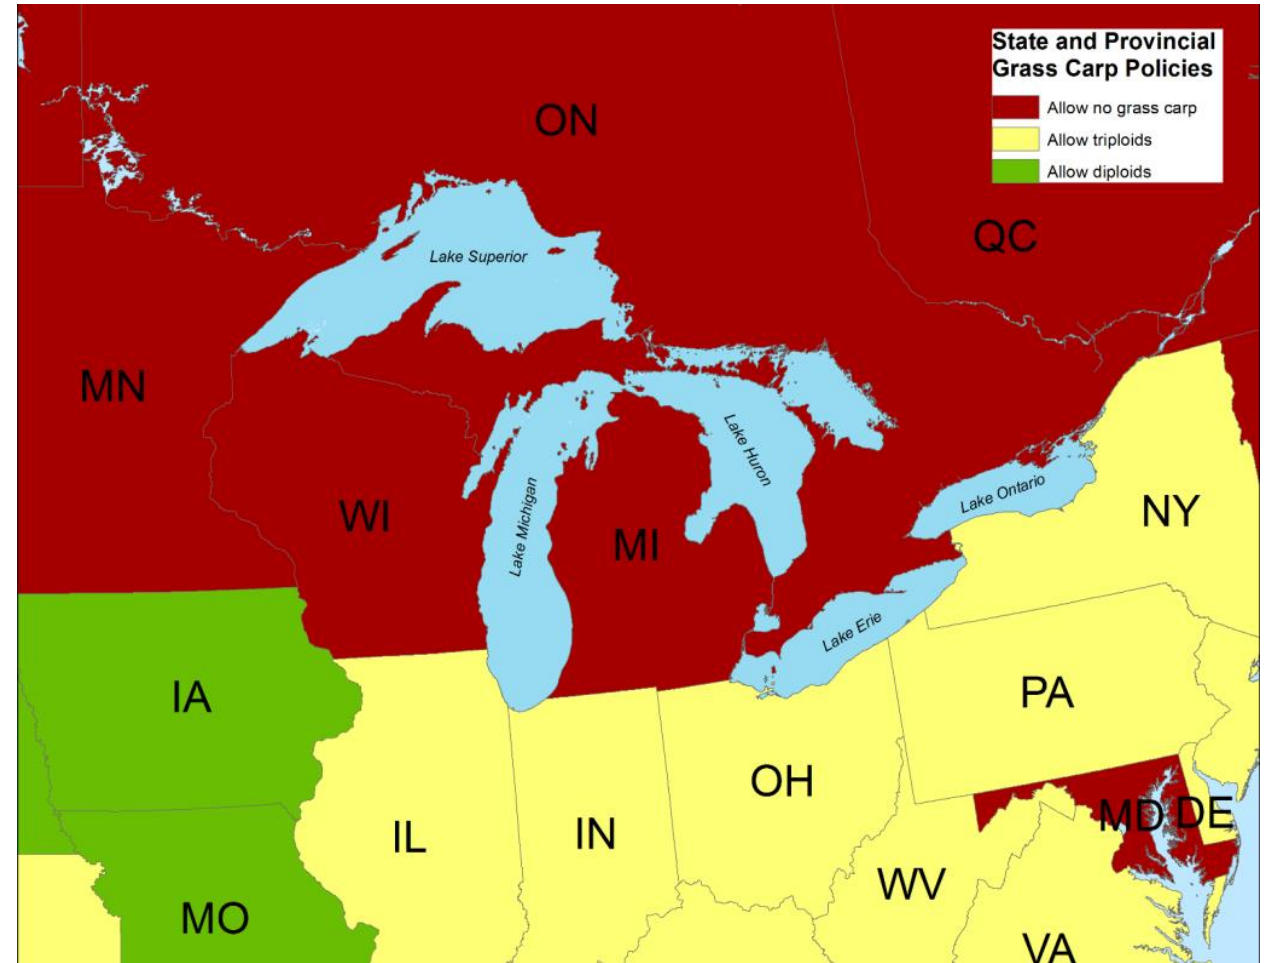 State and Provincial
Grass Carp Policies
Allow no grass carp
Allow triploids
Allow diploids
ON
QC
Lake Superior
MN
Lake Huron
WI
Lake Michigan
MI
Lake Ontario
NY
Lake Erie
IA
PA
OH
MD
DE
IL
IN
WV
MO
VA